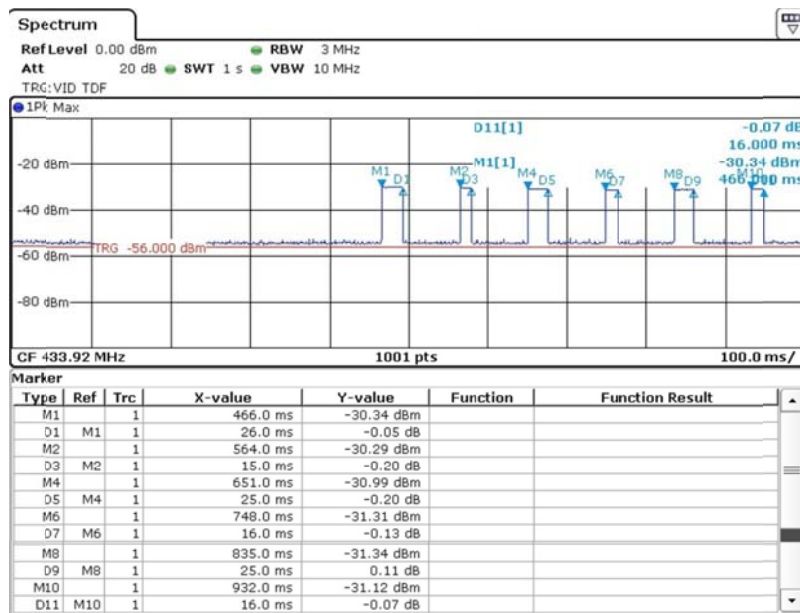 Spectrum
Ref Level 0.00 dBm RBW 3 MHz
Att 20 dB SWT 1 s VBW 10 MHz
TRG:VID TDF
1Pk Max
D11[1] -0.07 dB
16.000 ms
-20 dBm M1[1] -30.34 dBm
466.000 ms
M1 D1 M2 D3 M4 D5 M6 D7 M8 D9 M10
-40 dBm
TRG -56.000 dBm
-60 dBm
-80 dBm
CF 433.92 MHz 1001 pts 100.0 ms/
Marker
Type Ref Trc X-value Y-value Function Function Result
M1 1 466.0 ms -30.34 dBm
D1 M1 1 26.0 ms -0.05 dB
M2 1 564.0 ms -30.29 dBm
D3 M2 1 15.0 ms -0.20 dB
M4 1 651.0 ms -30.99 dBm
D5 M4 1 25.0 ms -0.20 dB
M6 1 748.0 ms -31.31 dBm
D7 M6 1 16.0 ms -0.13 dB
M8 1 835.0 ms -31.34 dBm
D9 M8 1 25.0 ms 0.11 dB
M10 1 932.0 ms -31.12 dBm
D11 M10 1 16.0 ms -0.07 dB